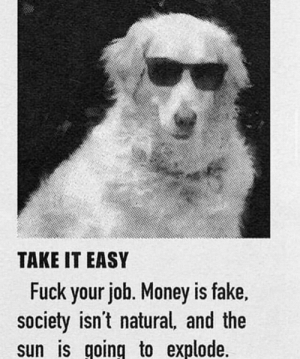 TAKE IT EASY
Fuck your job. Money is fake,
society isn't natural, and the
sun is going to explode.